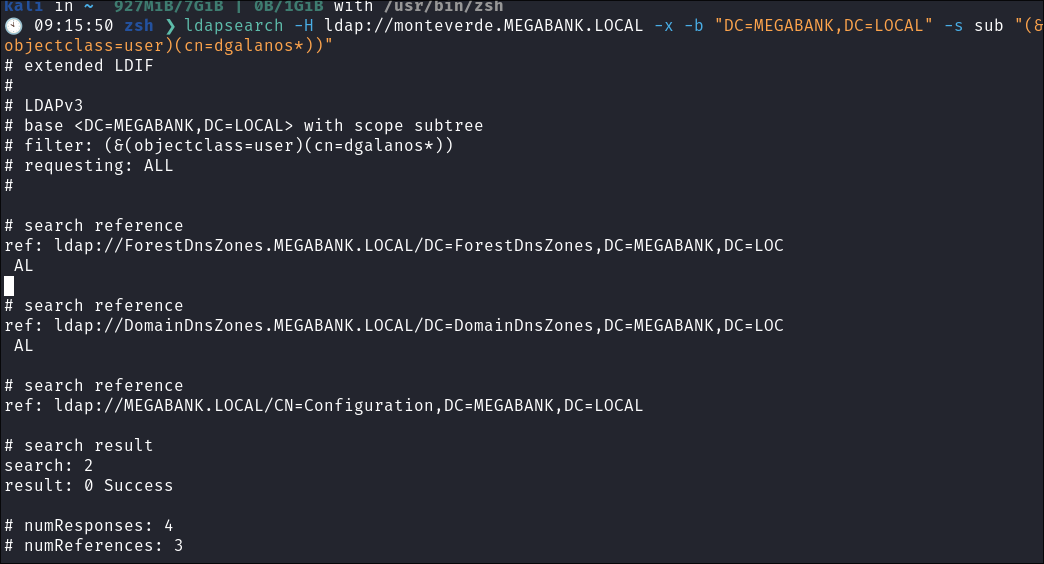 kali in ~ 927MiB/7GiB | 0B/1GiB with /usr/bin/zsh
09:15:50 zsh ❯ ldapsearch -H ldap://monteverde.MEGABANK.LOCAL -x -b "DC=MEGABANK,DC=LOCAL" -s sub "(&
objectclass=user)(cn=dgalanos*))"
# extended LDIF
#
# LDAPv3
# base <DC=MEGABANK,DC=LOCAL> with scope subtree
# filter: (&(objectclass=user)(cn=dgalanos*))
# requesting: ALL
#
# search reference
ref: ldap://ForestDnsZones.MEGABANK.LOCAL/DC=ForestDnsZones,DC=MEGABANK,DC=LOC
 AL
# search reference
ref: ldap://DomainDnsZones.MEGABANK.LOCAL/DC=DomainDnsZones,DC=MEGABANK,DC=LOC
 AL
# search reference
ref: ldap://MEGABANK.LOCAL/CN=Configuration,DC=MEGABANK,DC=LOCAL
# search result
search: 2
result: 0 Success
# numResponses: 4
# numReferences: 3